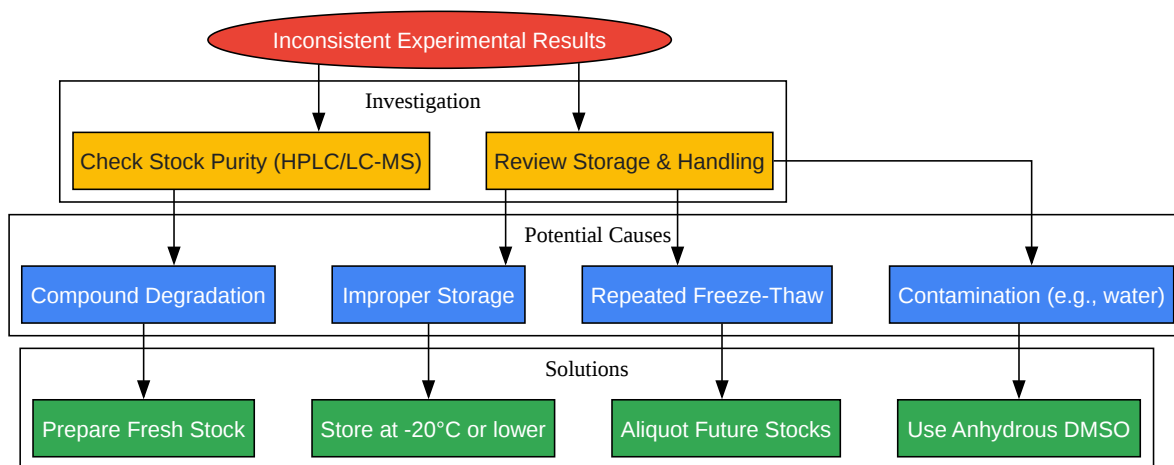 Inconsistent Experimental Results
Investigation
Check Stock Purity (HPLC/LC-MS)
Review Storage & Handling
Potential Causes
Compound Degradation
Improper Storage
Repeated Freeze-Thaw
Contamination (e.g., water)
Solutions
Prepare Fresh Stock
Store at -20°C or lower
Aliquot Future Stocks
Use Anhydrous DMSO